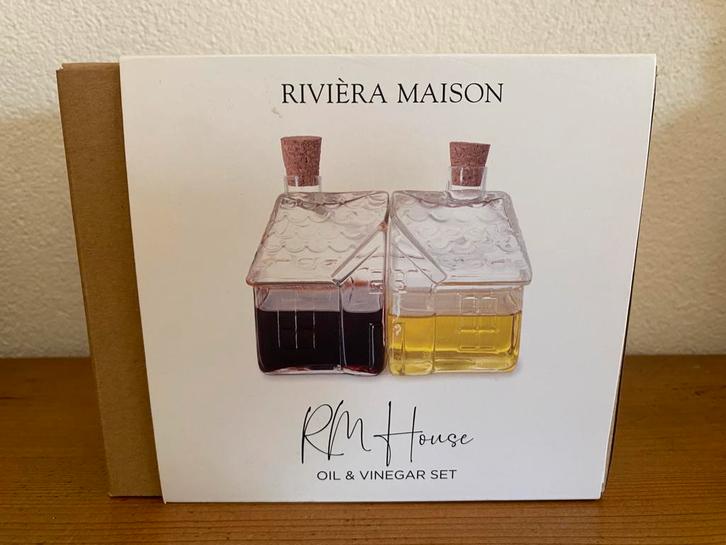 RIVIÈRA MAISON
RM House
OIL & VINEGAR SET